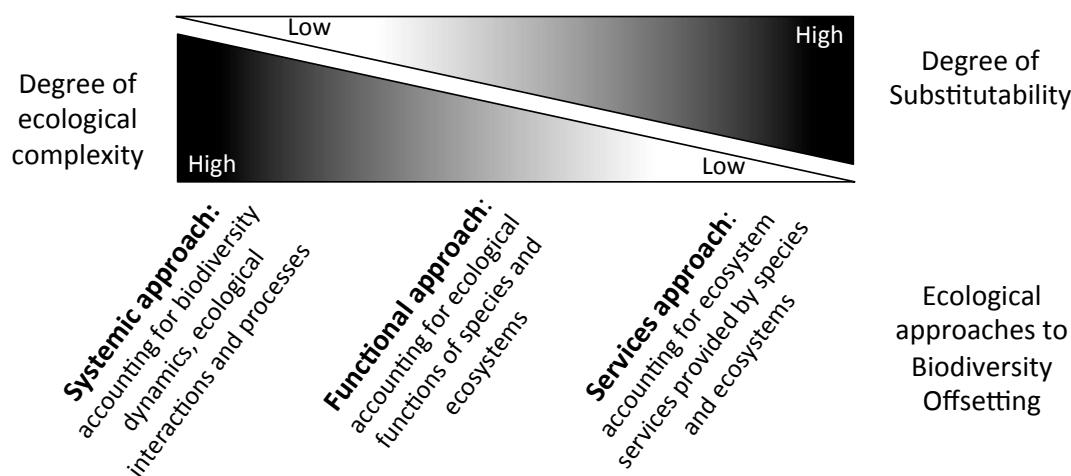 Low
High
Degree of
ecological
complexity
Degree of
Substitutability
High
Low
Systemic approach:
accounting for biodiversity
dynamics, ecological
interactions and processes
Functional approach:
accounting for ecological
functions of species and
ecosystems
Services approach:
accounting for ecosystem
services provided by species
and ecosystems
Ecological
approaches to
Biodiversity
Offsetting